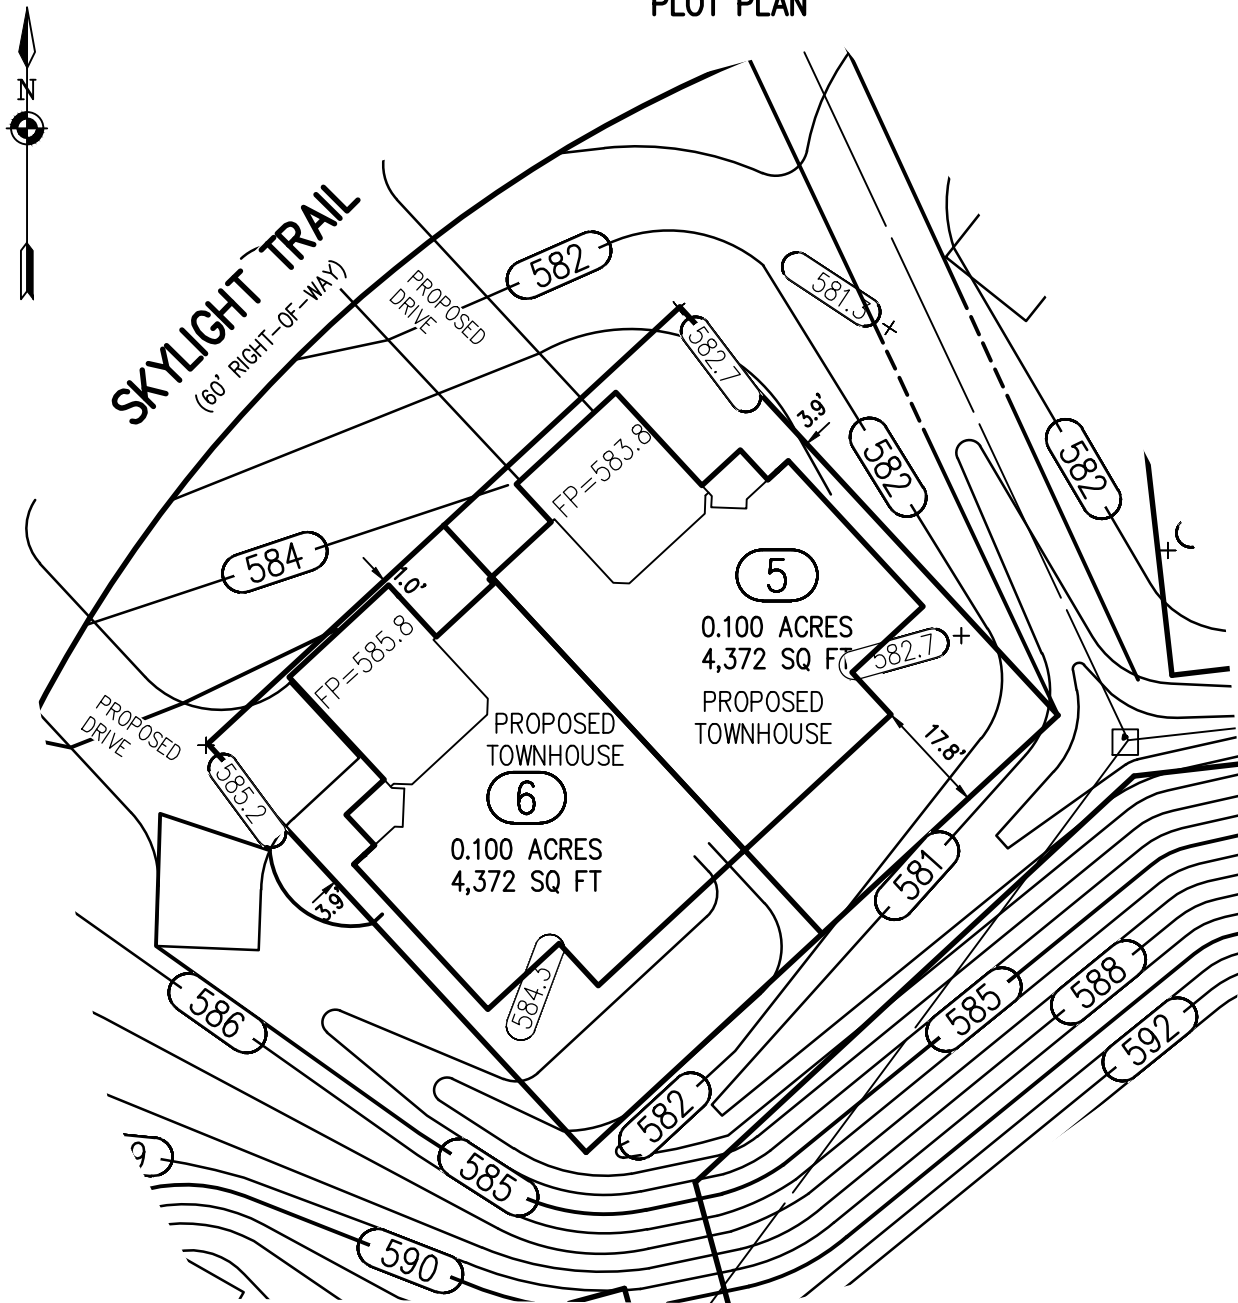 PLOT PLAN
N
SKYLIGHT TRAIL
(60' RIGHT-OF-WAY)
PROPOSED
DRIVE
582
581.3
582.7
3.9'
582
582
FP=583.8
584
1.0'
5
0.100 ACRES
4,372 SQ FT
582.7
PROPOSED
TOWNHOUSE
17.8'
FP=585.8
PROPOSED
TOWNHOUSE
6
0.100 ACRES
4,372 SQ FT
PROPOSED
DRIVE
585.2
3.9'
584.3
581
586
585
588
592
582
585
590